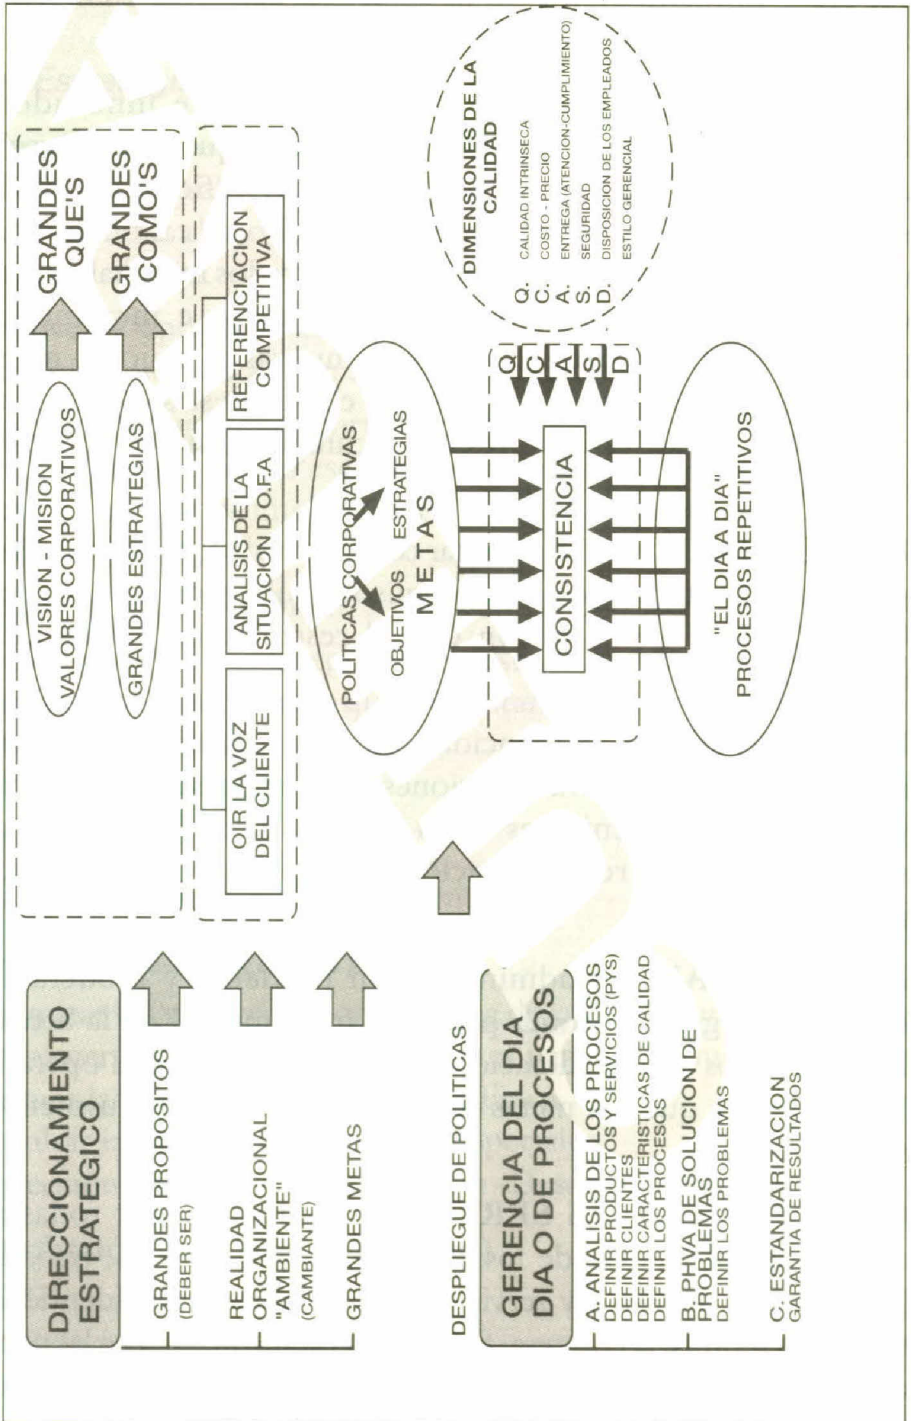 DIRECCIONAMIENTO
ESTRATEGICO
GRANDES PROPOSITOS
(DEBER SER)
REALIDAD
ORGANIZACIONAL
"AMBIENTE"
(CAMBIANTE)
GRANDES METAS
VISION - MISION
VALORES CORPORATIVOS
GRANDES
QUE'S
GRANDES ESTRATEGIAS
GRANDES
COMO'S
OIR LA VOZ
DEL CLIENTE
ANALISIS DE LA
SITUACION D.O.F.A
REFERENCIACION
COMPETITIVA
DESPLIEGUE DE POLITICAS
POLITICAS CORPORATIVAS
OBJETIVOS ESTRATEGIAS
METAS
GERENCIA DEL DIA
DIA O DE PROCESOS
A. ANALISIS DE LOS PROCESOS
DEFINIR PRODUCTOS Y SERVICIOS (PYS)
DEFINIR CLIENTES
DEFINIR CARACTERISTICAS DE CALIDAD
DEFINIR LOS PROCESOS
B. PHVA DE SOLUCION DE
PROBLEMAS
DEFINIR LOS PROBLEMAS
C. ESTANDARIZACION
GARANTIA DE RESULTADOS
CONSISTENCIA
Q
C
A
S
D
DIMENSIONES DE LA
CALIDAD
Q. CALIDAD INTRINSECA
C. COSTO - PRECIO
A. ENTREGA (ATENCION-CUMPLIMIENTO)
S. SEGURIDAD
D. DISPOSICION DE LOS EMPLEADOS
ESTILO GERENCIAL
"EL DIA A DIA"
PROCESOS REPETITIVOS